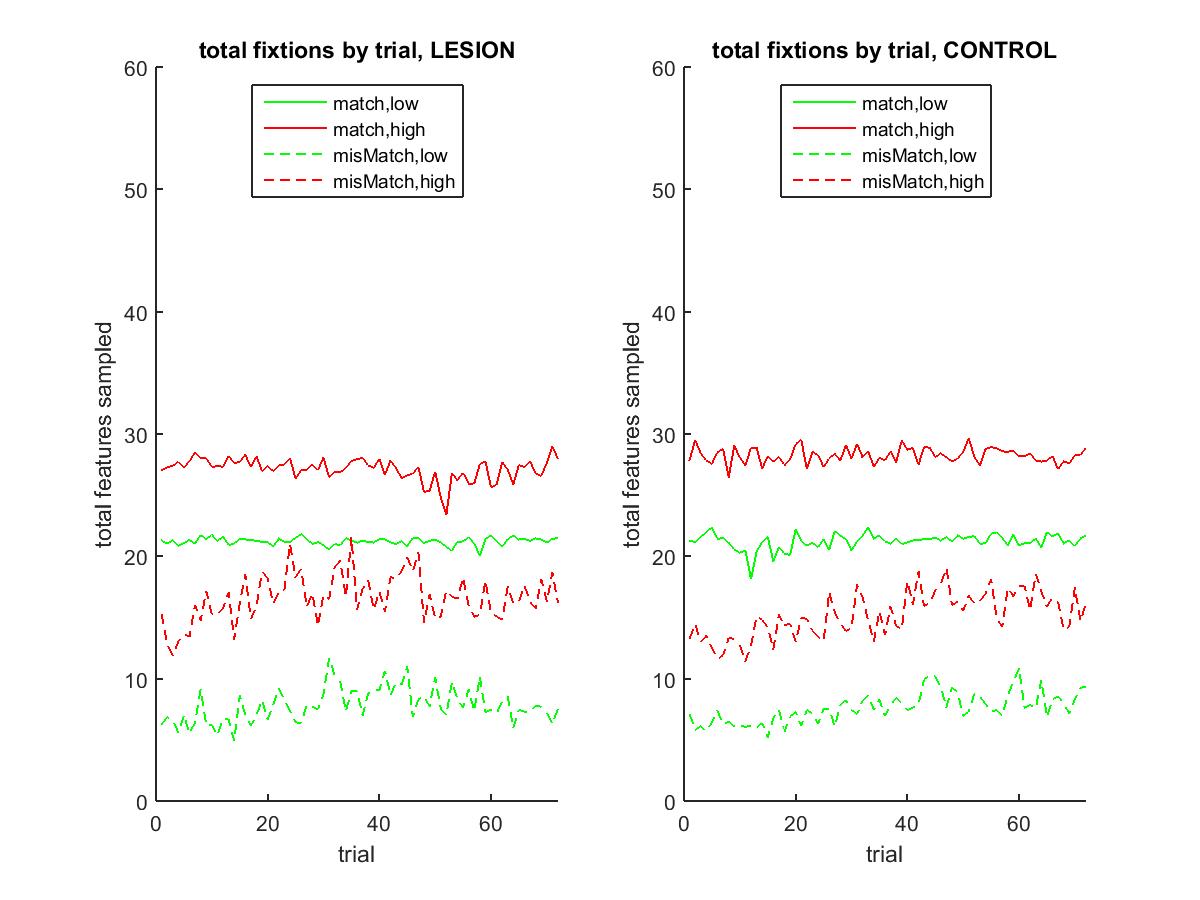 total fixtions by trial, LESION
match,low
match,high
misMatch,low
misMatch,high
60
50
40
30
20
10
0
total features sampled
0 20 40 60
trial
total fixtions by trial, CONTROL
match,low
match,high
misMatch,low
misMatch,high
60
50
40
30
20
10
0
total features sampled
0 20 40 60
trial